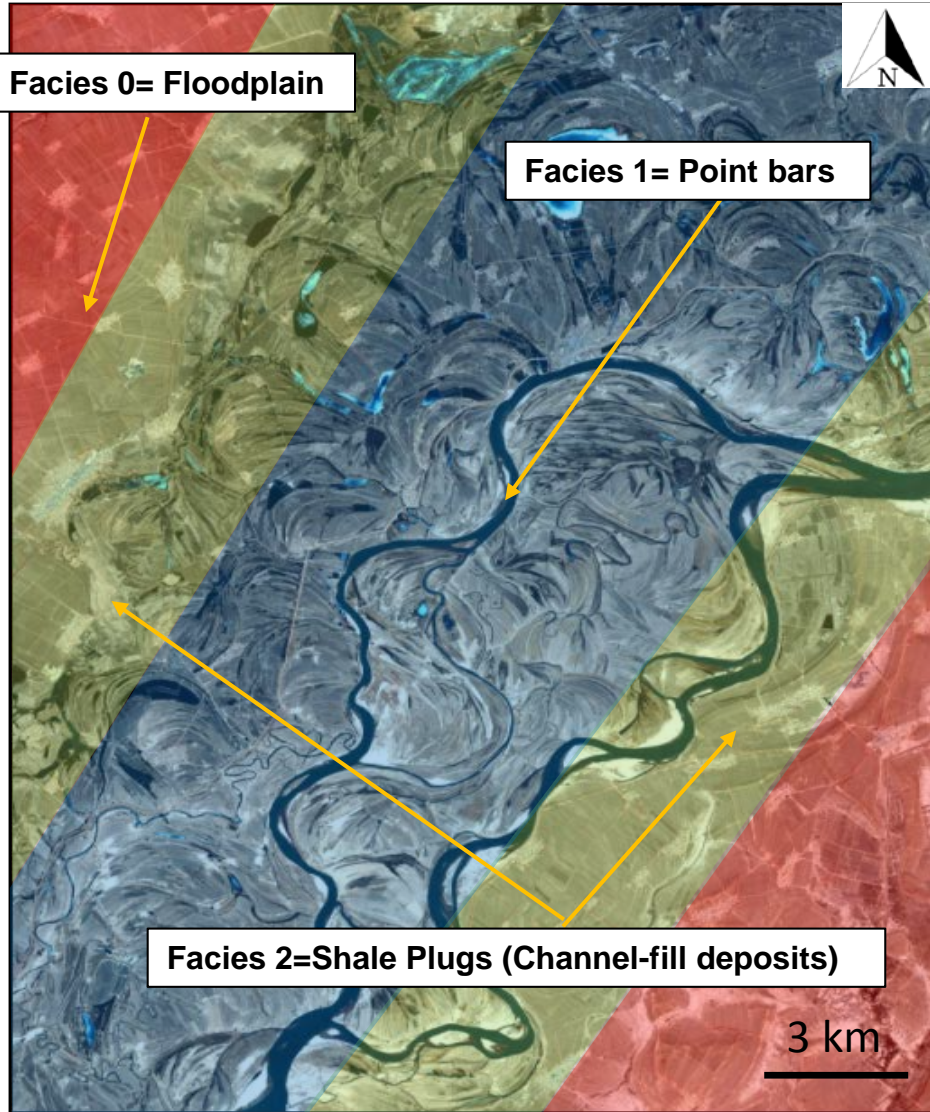 N
Facies 0= Floodplain
Facies 1= Point bars
Facies 2=Shale Plugs (Channel-fill deposits)
3 km